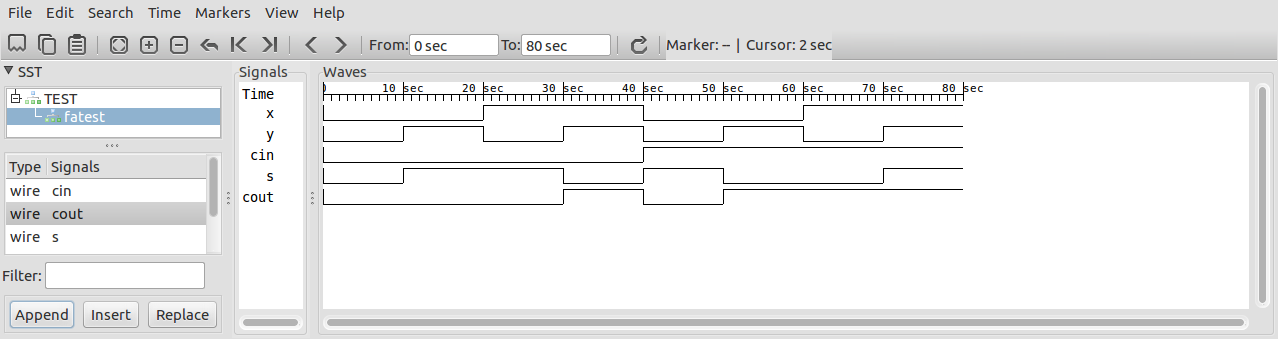 File Edit Search Time Markers View Help
From: 0 sec To: 80 sec Marker: -- | Cursor: 2 sec
SST
TEST
fatest
Type Signals
wire cin
wire cout
wire s
Filter:
Append Insert Replace
Signals
Time
x
y
cin
s
cout
Waves
0 10 sec 20 sec 30 sec 40 sec 50 sec 60 sec 70 sec 80 sec